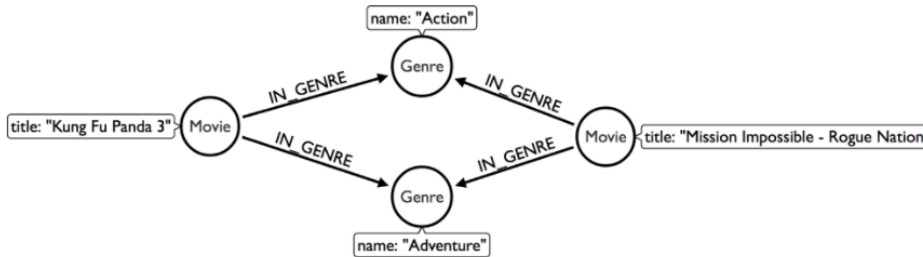 name: "Action"
Genre
IN_GENRE
IN_GENRE
title: "Kung Fu Panda 3"
Movie
Movie
title: "Mission Impossible - Rogue Nation
IN_GENRE
IN_GENRE
Genre
name: "Adventure"